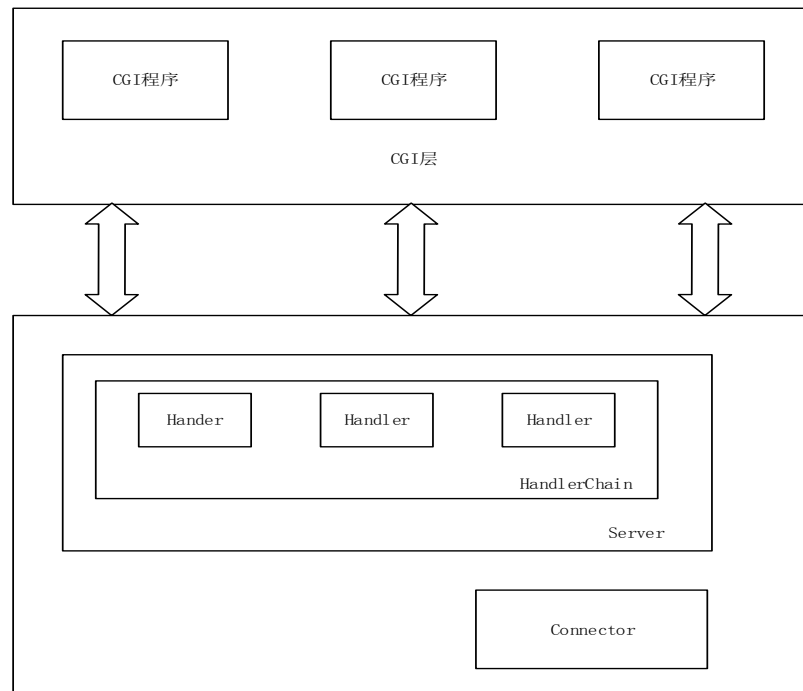 CGI程序
CGI程序
CGI程序
CGI层
Hander
Handler
Handler
HandlerChain
Server
Connector